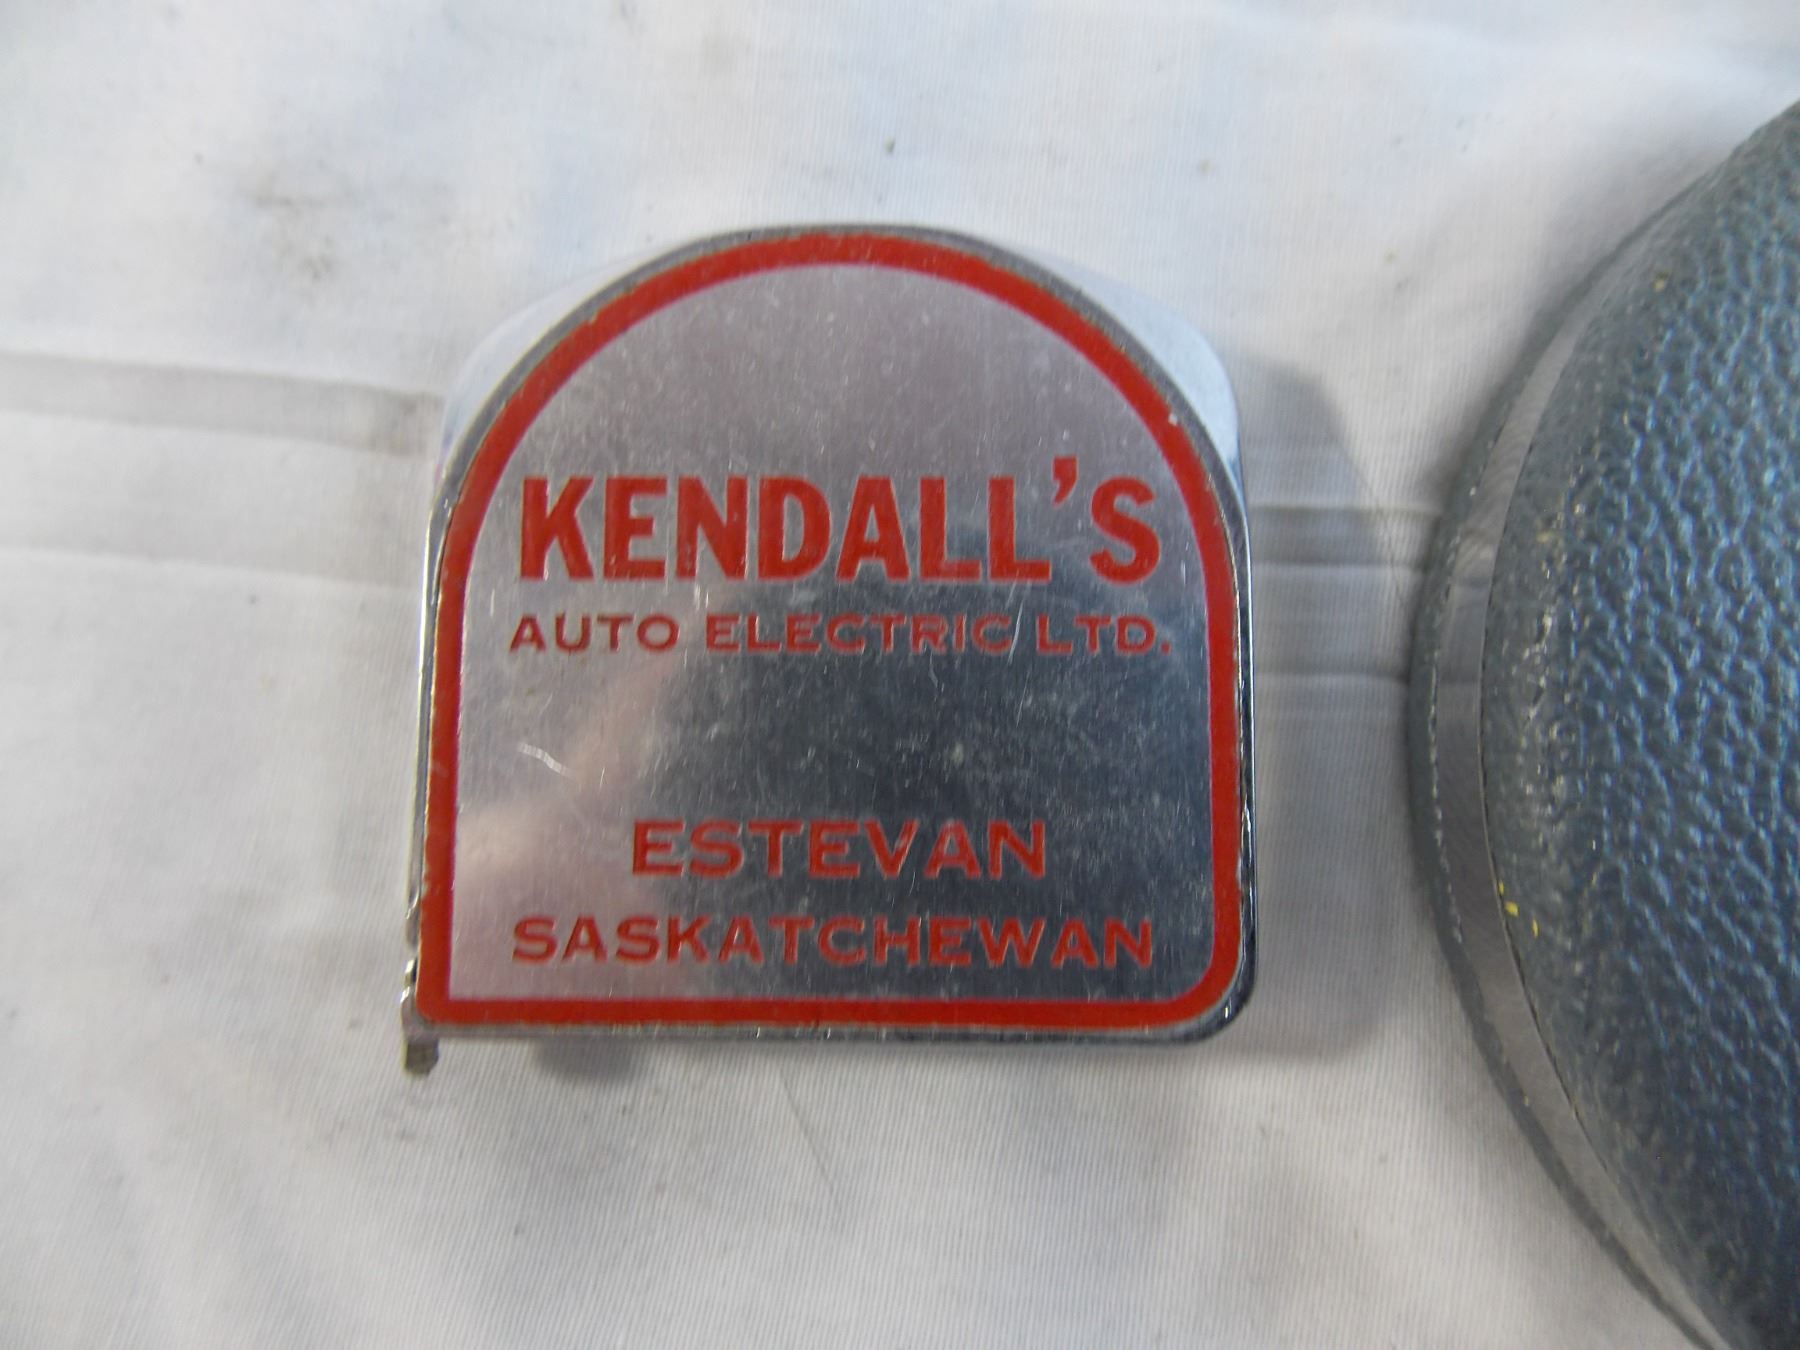 KENDALL'S
AUTO ELECTRIC LTD.
ESTEVAN
SASKATCHEWAN